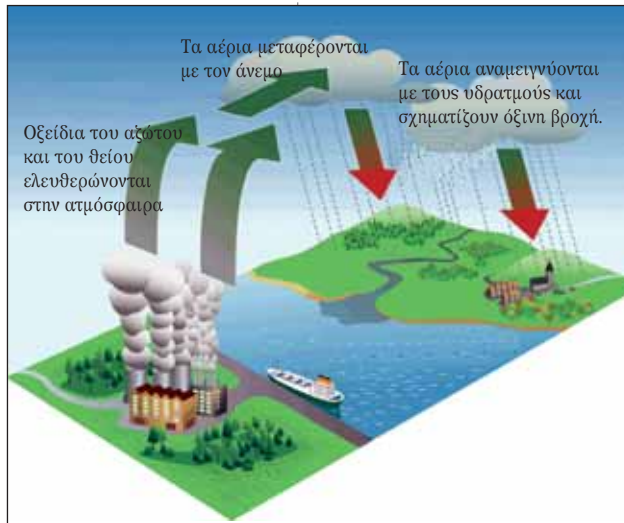 Τα αέρια μεταφέρονται
με τον άνεμο
Τα αέρια αναμειγνύονται
με τους υδρατμούς και
σχηματίζουν όξινη βροχή.
Οξείδια του αζώτου
και του θείου
ελευθερώνονται
στην ατμόσφαιρα